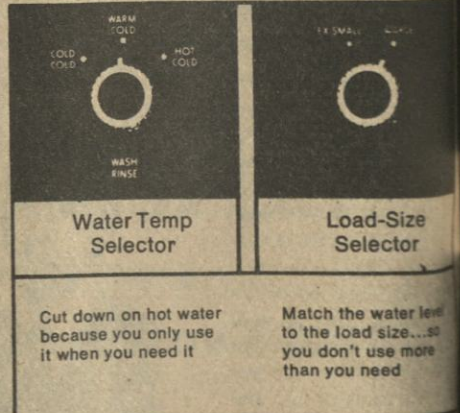 WARM
COLD
COLD
COLD
HOT
COLD
WASH
RINSE
Water Temp
Selector
Cut down on hot water
because you only use
it when you need it
EX SMALL
Load-Size
Selector
Match the water level
to the load size...so
you don't use more
than you need